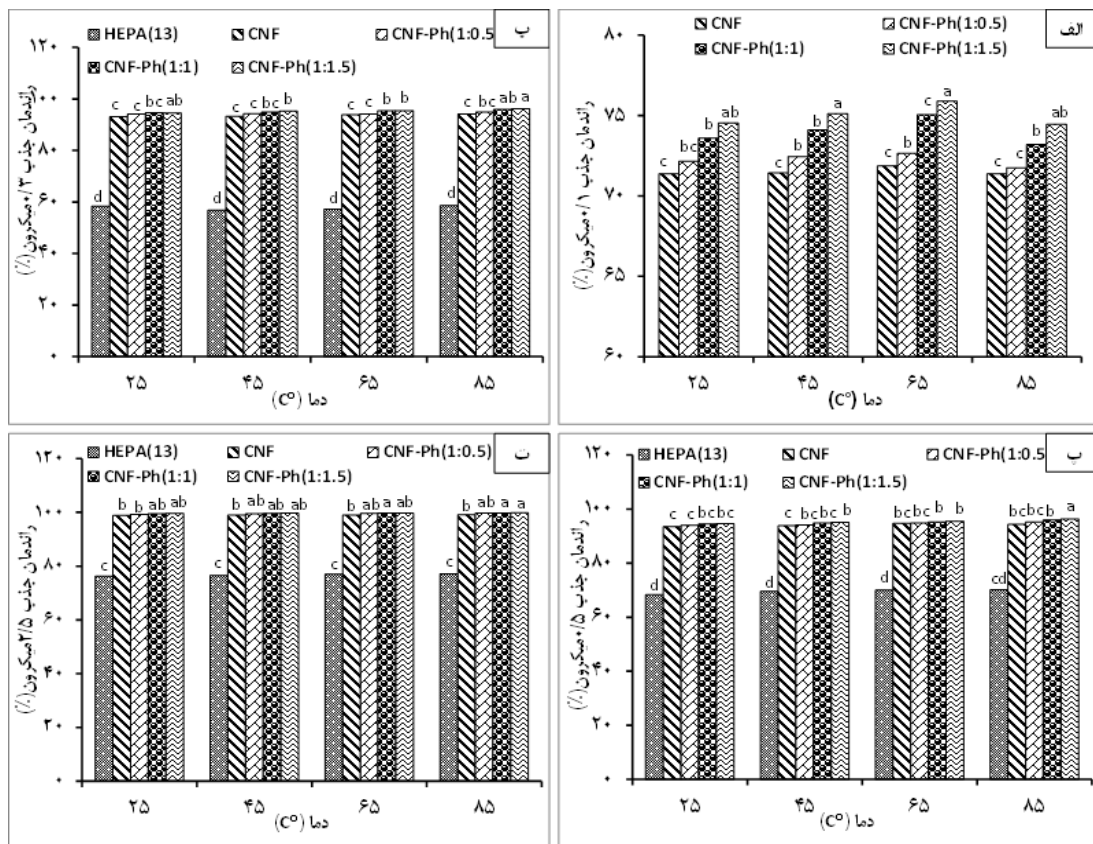 الف
CNF
CNF-Ph(1:0.5)
CNF-Ph(1:1)
CNF-Ph(1:1.5)
راندمان جذب ۰/۱میکرون(٪)
۸۰
۷۵
۷۰
۶۵
۶۰
c bc b ab
c b b a
c b c a
c c b ab
۲۵ ۴۵ ۶۵ ۸۵
دما (C°)
ب
HEPA(13)
CNF
CNF-Ph(1:0.5)
CNF-Ph(1:1)
CNF-Ph(1:1.5)
راندمان جذب ۰/۳میکرون(٪)
۱۲۰
۱۰۰
۸۰
۶۰
۴۰
۲۰
۰
d c c bc ab
d c c bc b
d c c b b
d c bc ab a
۲۵ ۴۵ ۶۵ ۸۵
دما (C°)
پ
HEPA(13)
CNF
CNF-Ph(1:0.5)
CNF-Ph(1:1)
CNF-Ph(1:1.5)
راندمان جذب ۰/۵میکرون(٪)
۱۲۰
۱۰۰
۸۰
۶۰
۴۰
۲۰
۰
d c c bc bc
d c bc bc b
d bc bc b b
cd bc bc b a
۲۵ ۴۵ ۶۵ ۸۵
دما (C°)
ت
HEPA(13)
CNF
CNF-Ph(1:0.5)
CNF-Ph(1:1)
CNF-Ph(1:1.5)
راندمان جذب ۲/۵میکرون(٪)
۱۲۰
۱۰۰
۸۰
۶۰
۴۰
۲۰
۰
c b b ab ab
c b ab ab ab
c b ab a ab
c b ab a a
۲۵ ۴۵ ۶۵ ۸۵
دما (C°)